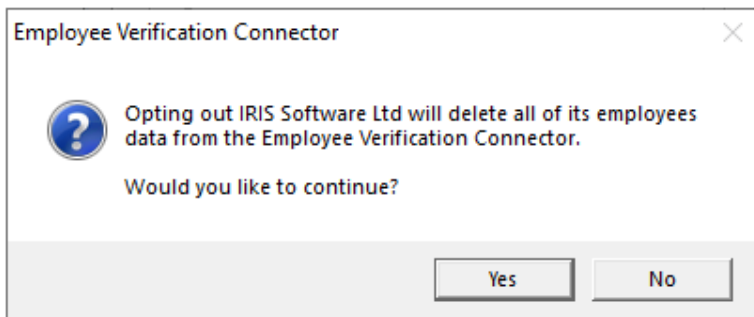 Employee Verification Connector
Opting out IRIS Software Ltd will delete all of its employees
data from the Employee Verification Connector.
Would you like to continue?
Yes
No